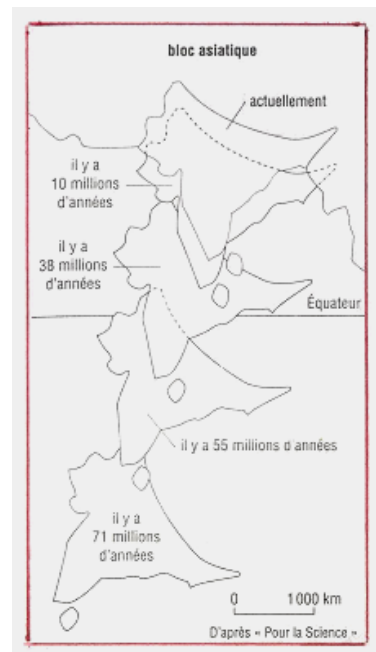 bloc asiatique
actuellement
il y a
10 millions
d'années
il y a
38 millions
d'années
Équateur
il y a 55 millions d années
il y a
71 millions
d'années
0 1000 km
D'après « Pour la Science »